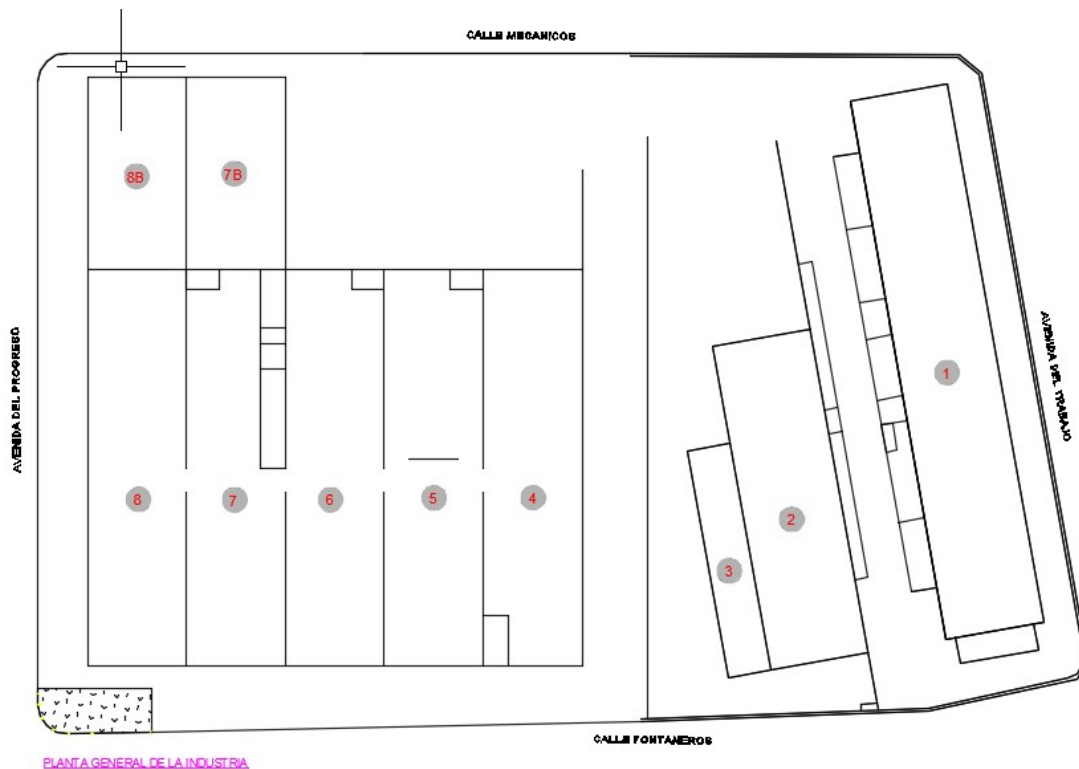 CALLE MECANICOS
8B
7B
AVENIDA DEL PROGRESO
AVENIDA DEL TRABAJO
1
8
7
6
5
4
2
3
CALLE FONTANEROS
PLANTA GENERAL DE LA INDUSTRIA